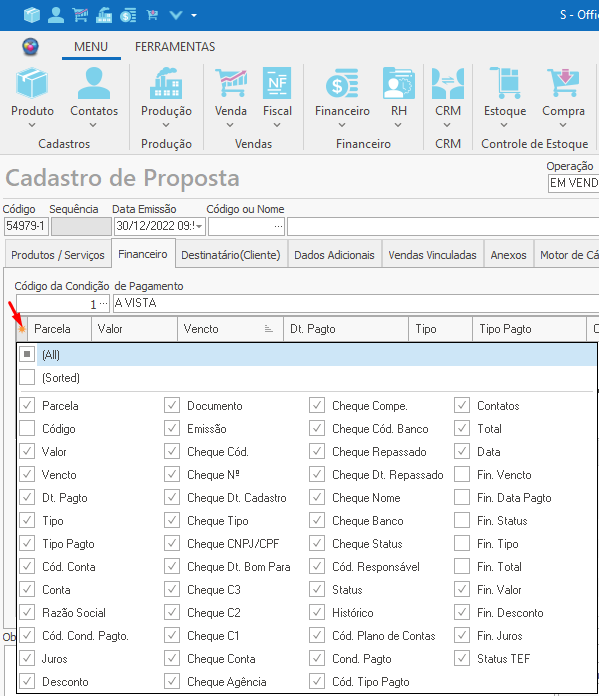 S - Offi
MENU FERRAMENTAS
Produto Contatos Produção Venda Fiscal Financeiro RH CRM Estoque Compra
Cadastros Produção Vendas Financeiro CRM Controle de Estoque
Cadastro de Proposta
Operação
EM VEND
Código Sequência Data Emissão Código ou Nome
54979-1 30/12/2022 09:5
Produtos / Serviços Financeiro Destinatário(Cliente) Dados Adicionais Vendas Vinculadas Anexos Motor de Cá
Código da Condição de Pagamento
1 ... A VISTA
Parcela Valor Vencto Dt. Pagto Tipo Tipo Pagto C
(All)
(Sorted)
Parcela Documento Cheque Compe. Contatos
Código Emissão Cheque Cód. Banco Total
Valor Cheque Cód. Cheque Repassado Data
Vencto Cheque Nº Cheque Dt. Repassado Fin. Vencto
Dt. Pagto Cheque Dt. Cadastro Cheque Nome Fin. Data Pagto
Tipo Cheque Tipo Cheque Banco Fin. Status
Tipo Pagto Cheque CNPJ/CPF Cheque Status Fin. Tipo
Cód. Conta Cheque Dt. Bom Para Cód. Responsável Fin. Total
Conta Cheque C3 Status Fin. Valor
Razão Social Cheque C2 Histórico Fin. Desconto
Ob Cód. Cond. Pagto. Cheque C1 Cód. Plano de Contas Fin. Juros
Juros Cheque Conta Cond. Pagto Status TEF
Desconto Cheque Agência Cód. Tipo Pagto